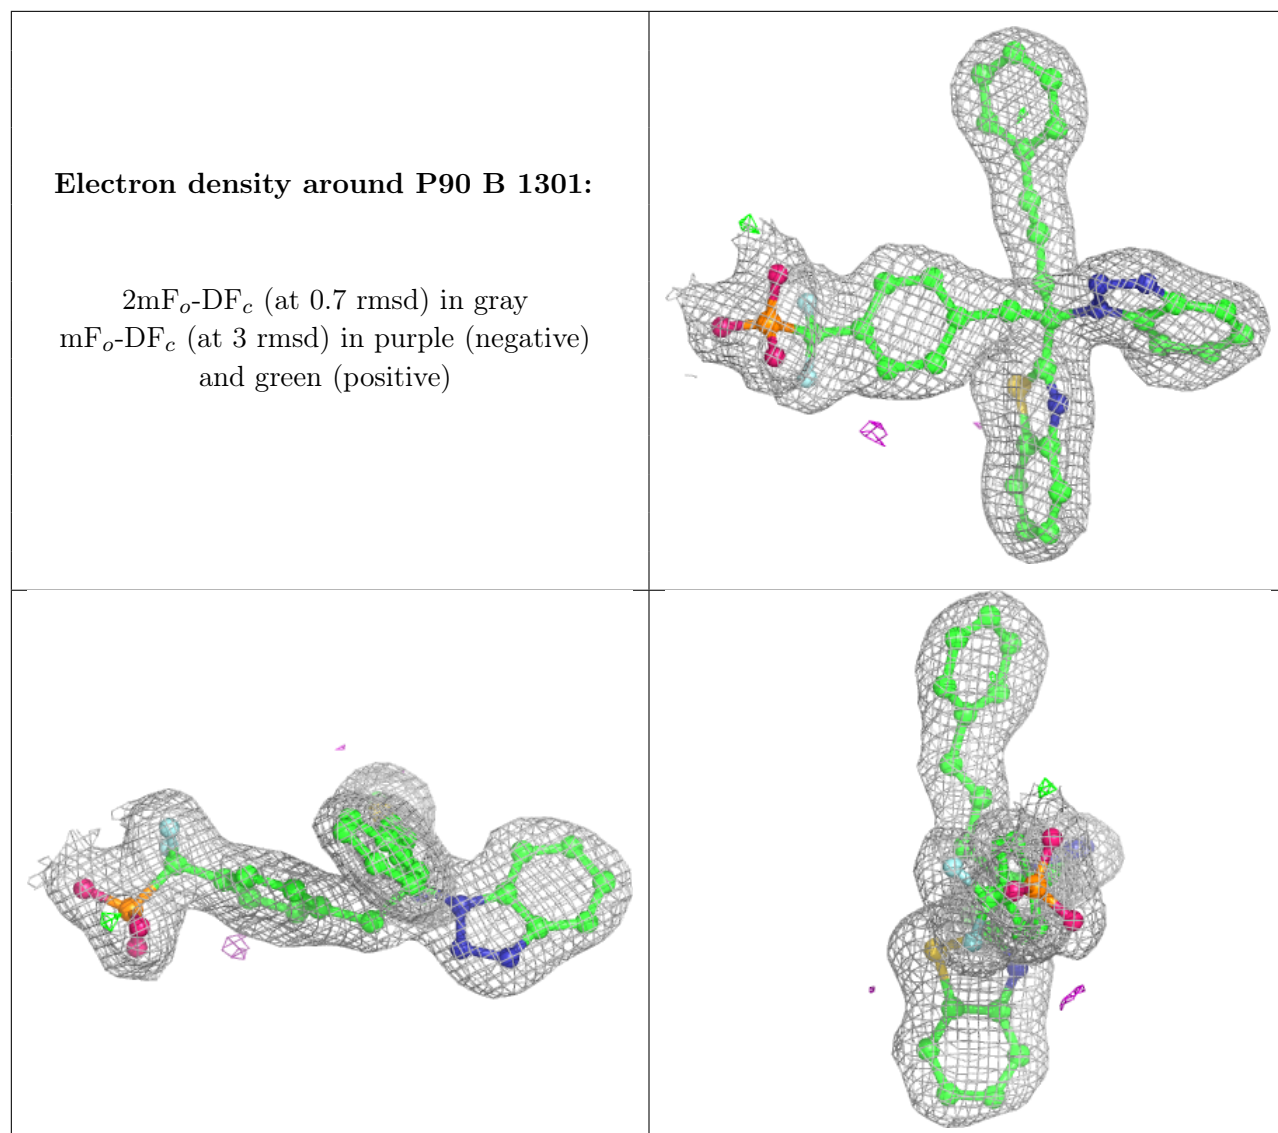 Electron density around P90 B 1301:
2mFo-DFc (at 0.7 rmsd) in gray
mFo-DFc (at 3 rmsd) in purple (negative)
and green (positive)